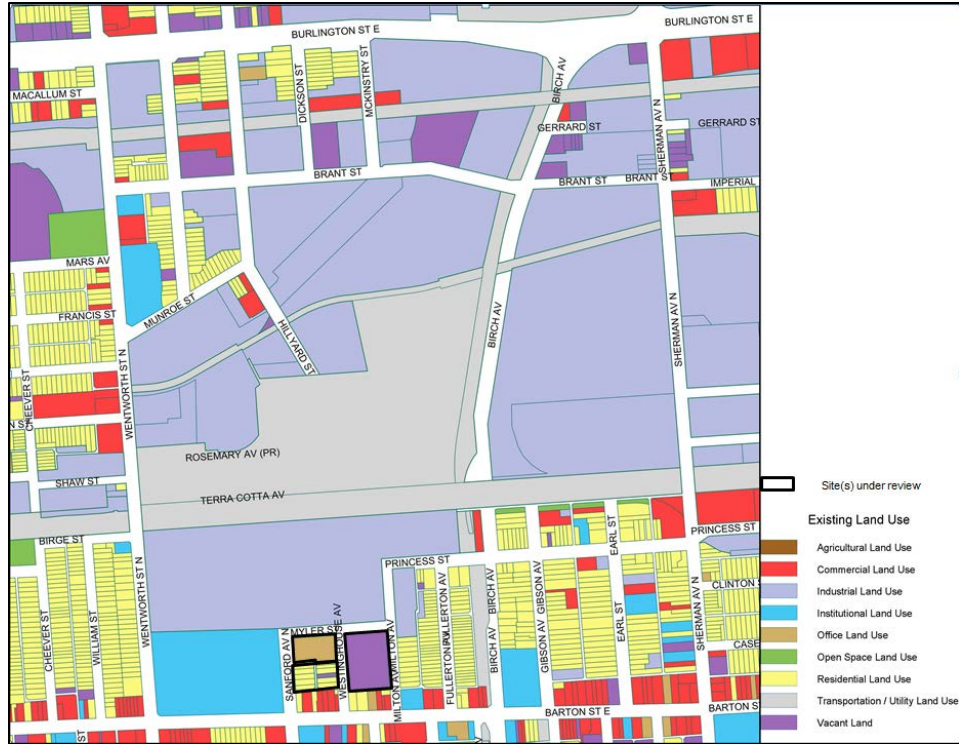 BURLINGTON ST E
BURLINGTON ST E
MACALLUM ST
DICKSON ST
MCKINSTRY ST
BIRCH AV
GERRARD ST
GERRARD ST
SHERMAN AV N
BRANT ST
BRANT ST
BRANT ST
IMPERIAL
MARS AV
MUNROE ST
FRANCIS ST
HILLYARD ST
BIRCH AV
SHERMAN AV N
CHEEVER ST
WENTWORTH ST N
N ST
ROSEMARY AV (PR)
SHAW ST
TERRA COTTA AV
BIRGE ST
PRINCESS ST
PRINCESS ST
EARL ST
CLINTON S
CHEEVER ST
WILLIAM ST
WENTWORTH ST N
SANFORD AV N
MYLER ST
WESTINGHOUSE AV
MILTON AV
MILTON AV
FULLERTON AV
FULLERTON
BIRCH AV
BIRCH AV
GIBSON AV
GIBSON AV
EARL ST
SHERMAN AV N
CASE
ST
BARTON ST E
BARTON ST
Site(s) under review
Existing Land Use
Agricultural Land Use
Commercial Land Use
Industrial Land Use
Institutional Land Use
Office Land Use
Open Space Land Use
Residential Land Use
Transportation / Utility Land Use
Vacant Land